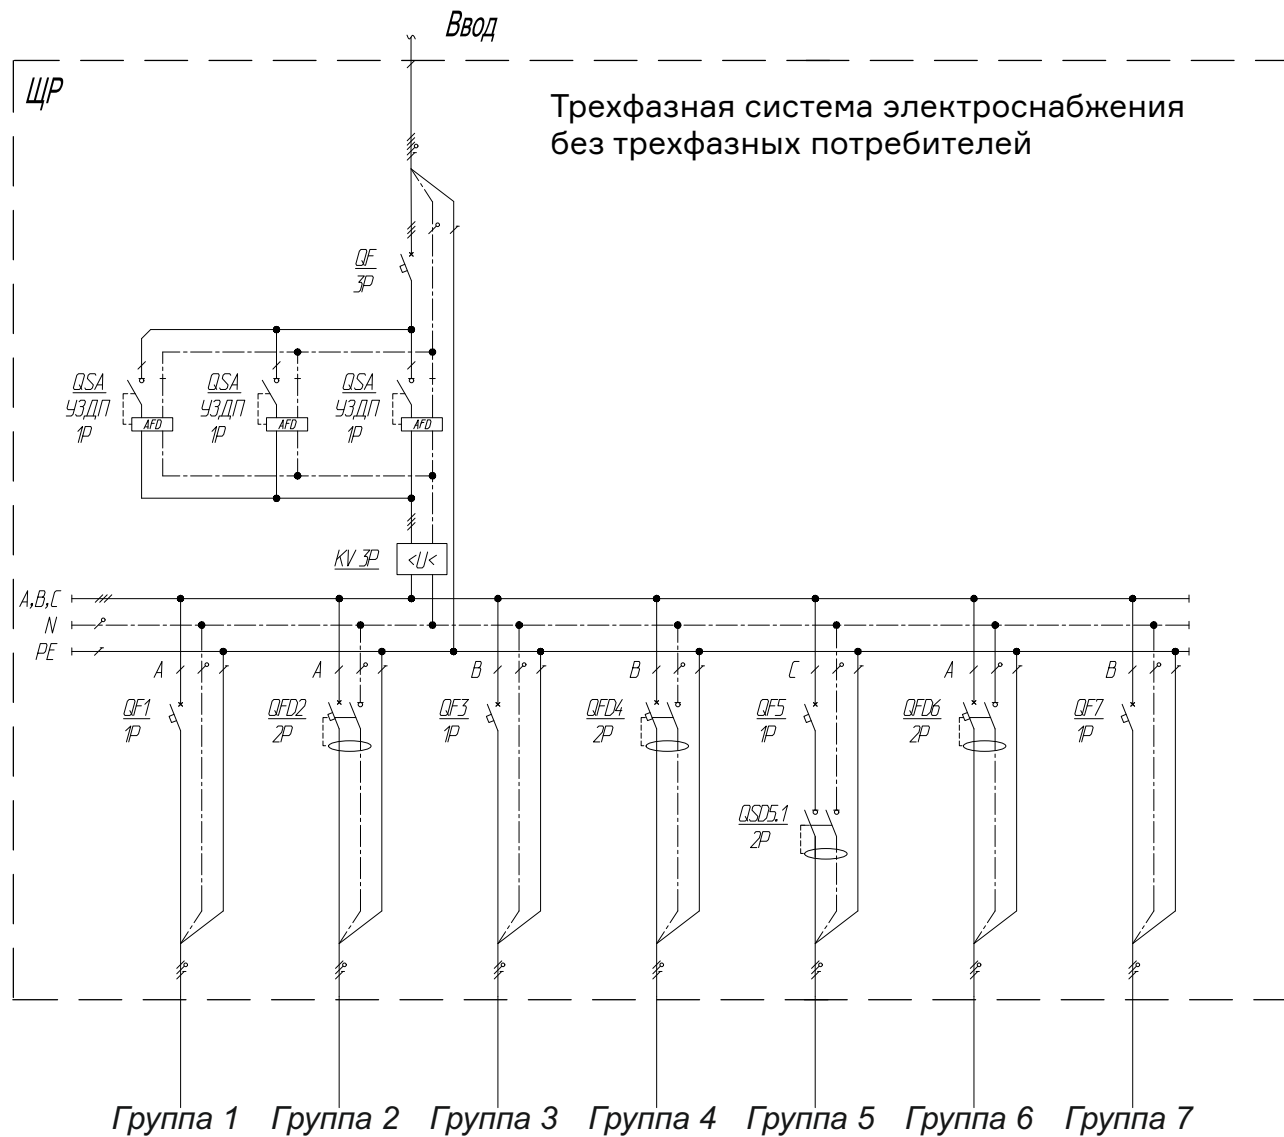 Ввод
ЩР
Трехфазная система электроснабжения
без трехфазных потребителей
QF
3P
QSA QSA QSA
УЗДП УЗДП УЗДП
1P 1P 1P
AFD AFD AFD
KV 3P <U<
A,B,C
N
PE
A A B B C A B
QF1 QFD2 QF3 QFD4 QF5 QFD6 QF7
1P 2P 1P 2P 1P 2P 1P
QSD5.1
2P
Группа 1 Группа 2 Группа 3 Группа 4 Группа 5 Группа 6 Группа 7